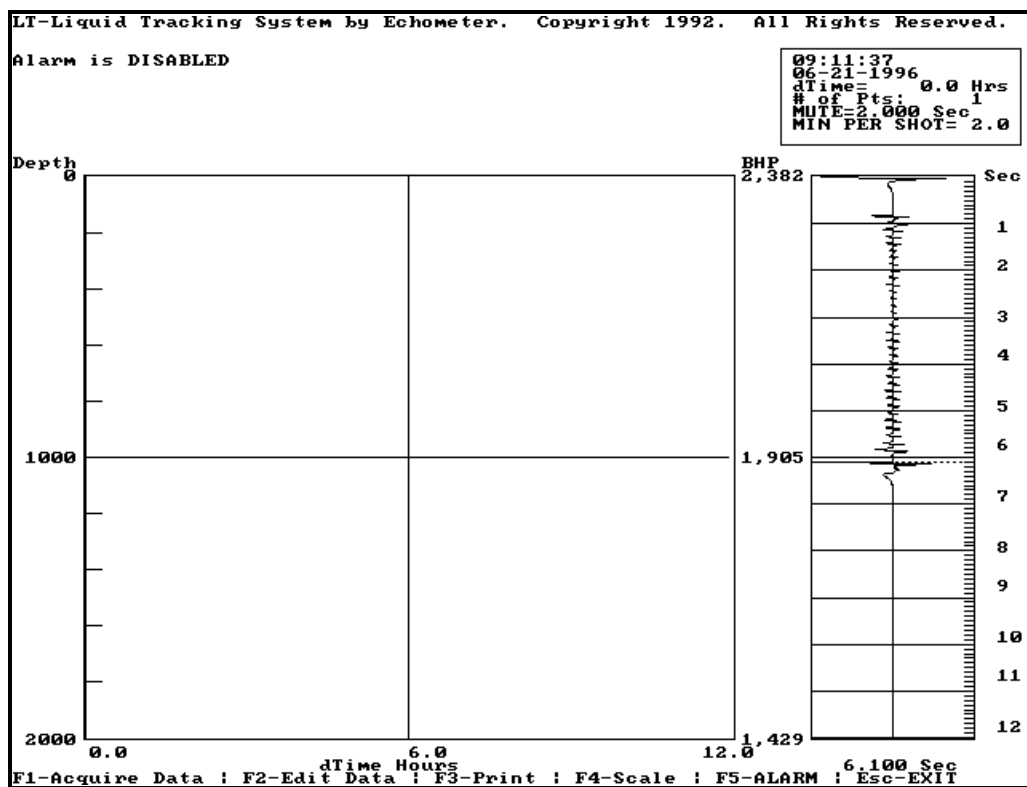 LT-Liquid Tracking System by Echometer. Copyright 1992. All Rights Reserved.
Alarm is DISABLED
09:11:37
06-21-1996
dTime= 0.0 Hrs
# of Pts: 1
MUTE=2.000 Sec
MIN PER SHOT= 2.0
Depth
BHP
Sec
0
2,382
1
2
3
4
5
6
1000
1,905
7
8
9
10
11
12
2000
1,429
0.0
6.0
12.0
dTime Hours
6.100 Sec
F1-Acquire Data ¦ F2-Edit Data ¦ F3-Print ¦ F4-Scale ¦ F5-ALARM ¦ Esc-EXIT